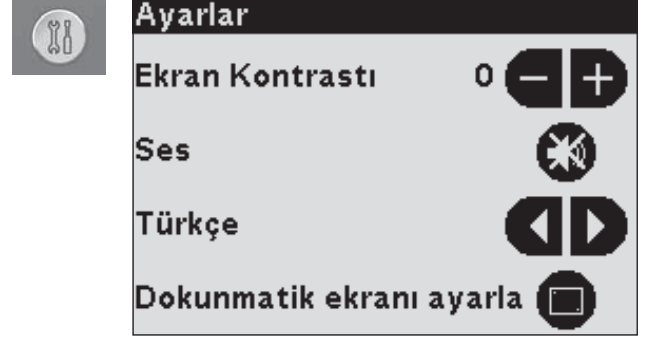 Ayarlar
Ekran Kontrastı 0
Ses
Türkçe
Dokunmatik ekranı ayarla